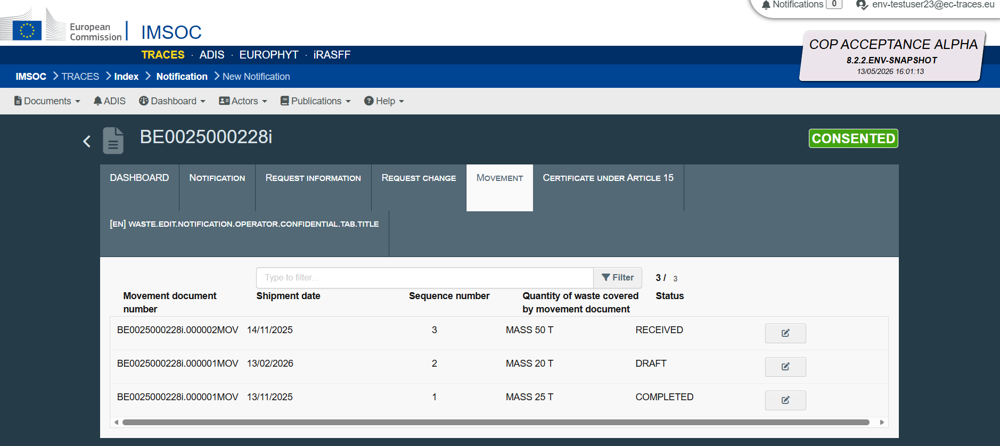 Notifications 0 env-testuser23@ec-traces.eu
European
Commission
IMSOC
COP ACCEPTANCE ALPHA
8.2.2.ENV-SNAPSHOT
13/05/2026 16:01:13
TRACES · ADIS · EUROPHYT · iRASFF
IMSOC TRACES Index Notification New Notification
Documents ADIS Dashboard Actors Publications Help
BE0025000228i
CONSENTED
DASHBOARD NOTIFICATION REQUEST INFORMATION REQUEST CHANGE MOVEMENT CERTIFICATE UNDER ARTICLE 15
[EN] WASTE.EDIT.NOTIFICATION.OPERATOR.CONFIDENTIAL.TAB.TITLE
Type to filter... Filter 3 / 3
Movement document number Shipment date Sequence number Quantity of waste covered by movement document Status
BE0025000228i.000002MOV 14/11/2025 3 MASS 50 T RECEIVED
BE0025000228i.000001MOV 13/02/2026 2 MASS 20 T DRAFT
BE0025000228i.000001MOV 13/11/2025 1 MASS 25 T COMPLETED